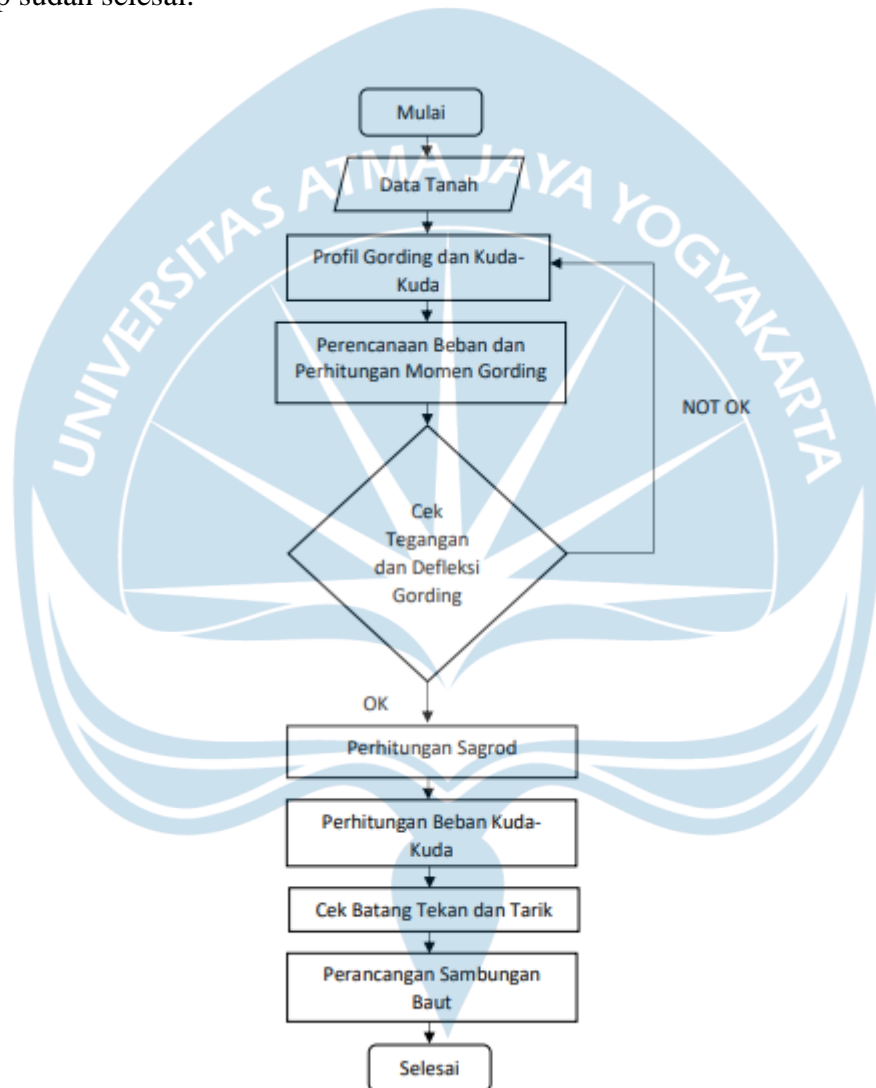 sudah selesai.
Mulai
UNIVERSITAS ATMA JAYA YOGYAKARTA
Data Tanah
Profil Gording dan Kuda-
Kuda
Perencanaan Beban dan
Perhitungan Momen Gording
NOT OK
Cek
Tegangan
dan Defleksi
Gording
OK
Perhitungan Sagrod
Perhitungan Beban Kuda-
Kuda
Cek Batang Tekan dan Tarik
Perancangan Sambungan
Baut
Selesai